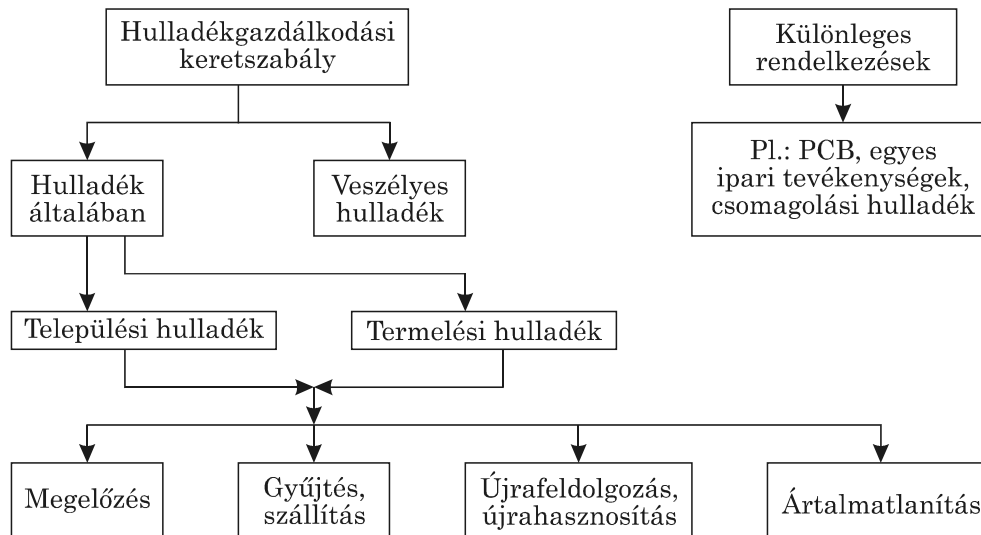 Hulladékgazdálkodási
keretszabály
Különleges
rendelkezések
Hulladék
általában
Veszélyes
hulladék
Pl.: PCB, egyes
ipari tevékenységek,
csomagolási hulladék
Települési hulladék
Termelési hulladék
Megelőzés
Gyűjtés,
szállítás
Újrafeldolgozás,
újrahasznosítás
Ártalmatlanítás